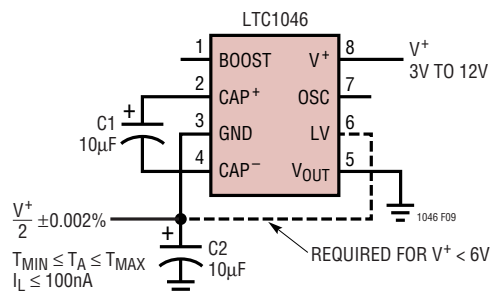 LTC1046
1 BOOST V+ 8 V+
3V TO 12V
2 CAP+ OSC 7
+
C1
10µF
3 GND LV 6
4 CAP− VOUT 5
V+
2 ±0.002%
1046 F09
+
C2
10µF
REQUIRED FOR V+ < 6V
TMIN ≤ TA ≤ TMAX
IL ≤ 100nA